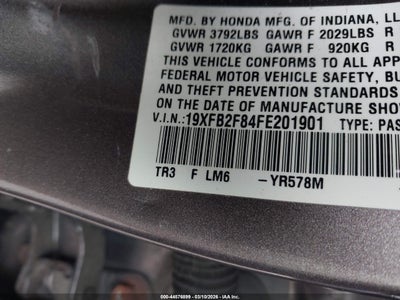 MFD. BY HONDA MFG. OF INDIANA, LL
GVWR 3792LBS GAWR F 2029LBS R
GVWR 1720KG GAWR F 920KG R
THIS VEHICLE CONFORMS TO ALL APP
FEDERAL MOTOR VEHICLE SAFETY, BU
AND THEFT PREVENTION STANDARDS
THE DATE OF MANUFACTURE SHO
V.I.N.: 19XFB2F84FE201901 TYPE: PAS
TR3 F LM6 -YR578M
000-44576899 - 03/10/2026 - IAA, Inc.